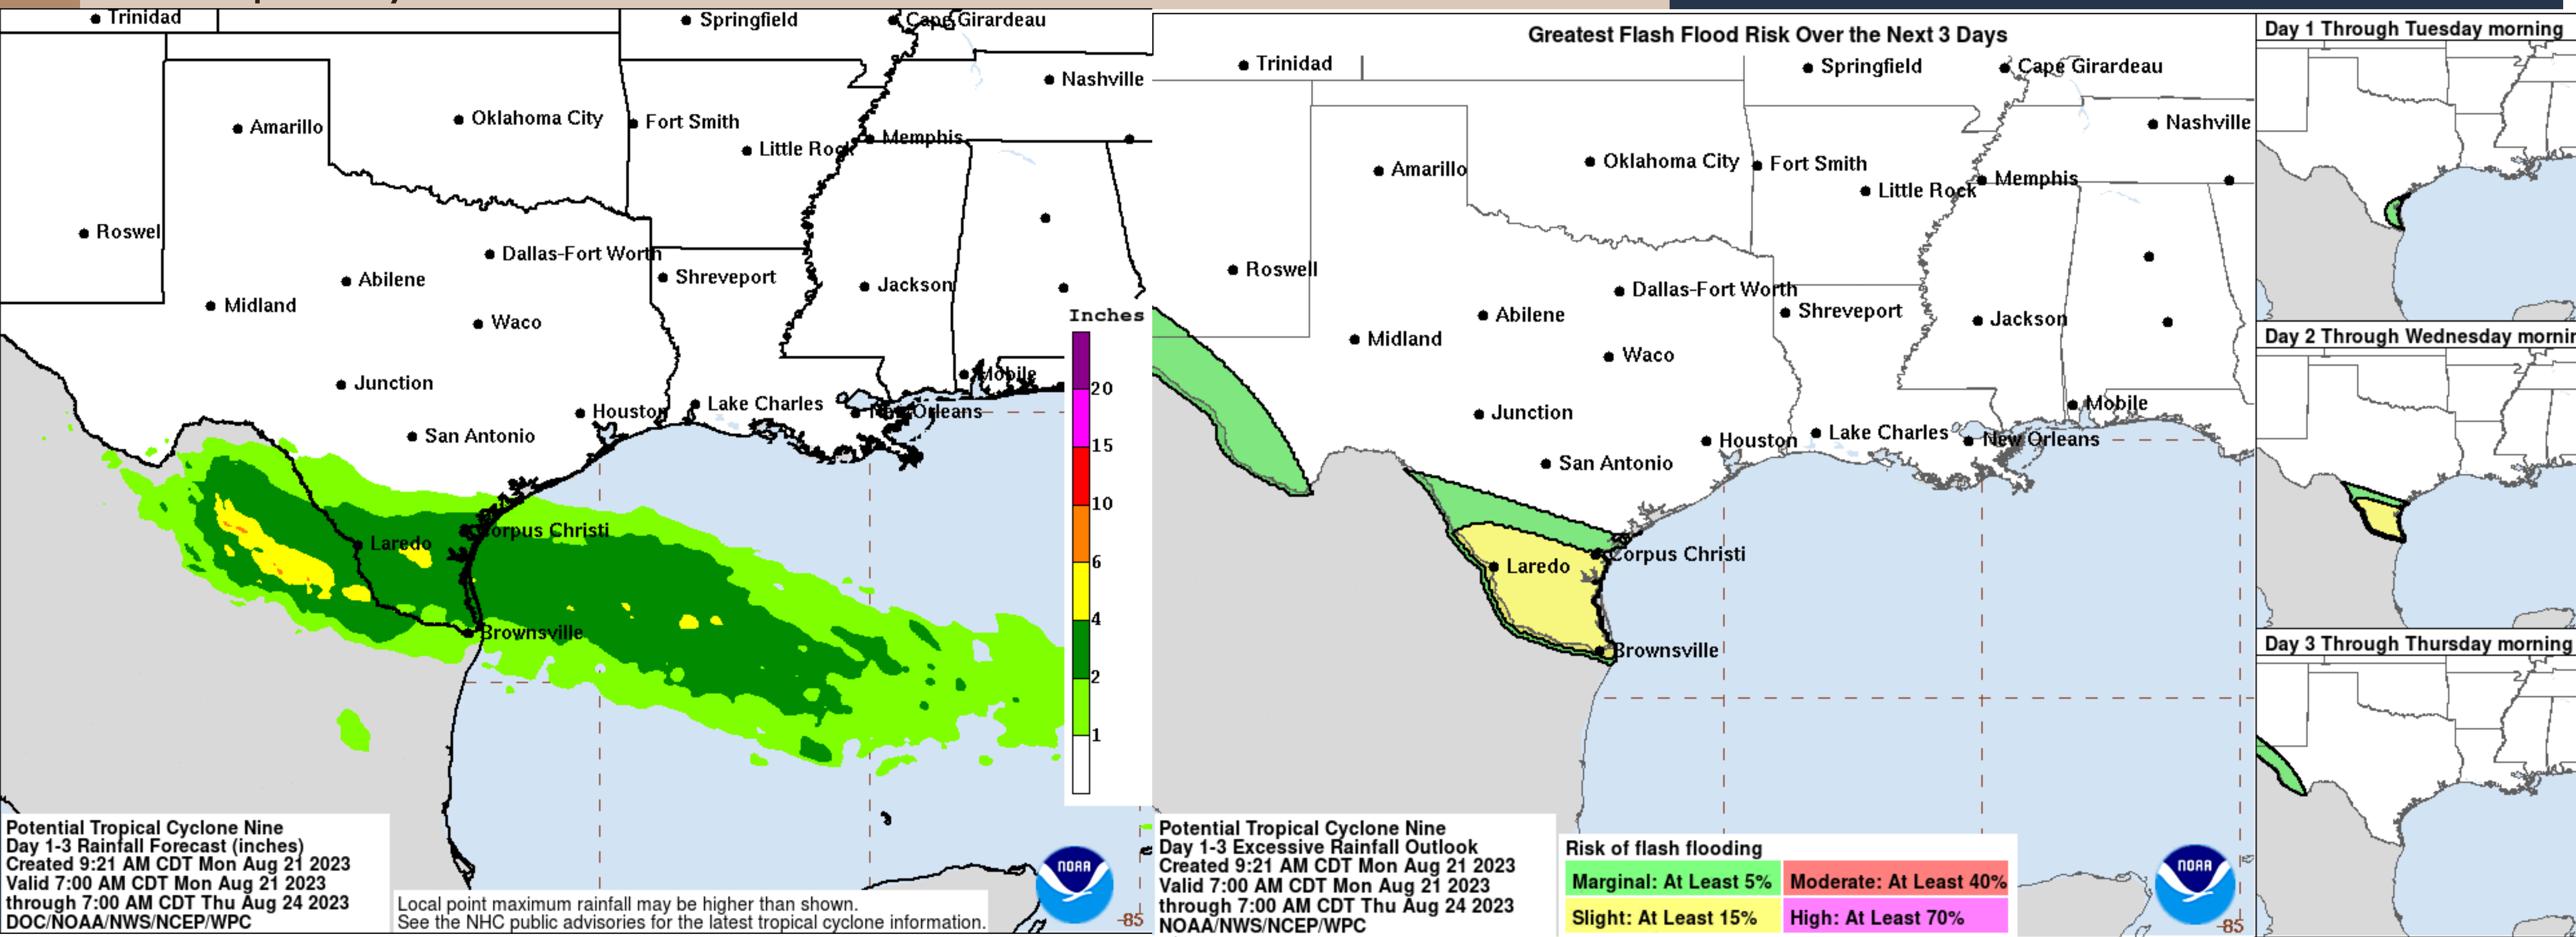 Trinidad
Springfield
Cape Girardeau
Nashville
Amarillo
Oklahoma City
Fort Smith
Little Rock
Memphis
Roswel
Dallas-Fort Worth
Abilene
Shreveport
Jackson
Midland
Waco
Inches
Junction
Mobile
20
Houston
Lake Charles
New Orleans
San Antonio
15
10
Corpus Christi
Laredo
6
4
Brownsville
2
1
Potential Tropical Cyclone Nine
Day 1-3 Rainfall Forecast (inches)
Created 9:21 AM CDT Mon Aug 21 2023
Valid 7:00 AM CDT Mon Aug 21 2023
through 7:00 AM CDT Thu Aug 24 2023
DOC/NOAA/NWS/NCEP/WPC
Local point maximum rainfall may be higher than shown.
See the NHC public advisories for the latest tropical cyclone information.
NOAA
-85
Greatest Flash Flood Risk Over the Next 3 Days
Trinidad
Springfield
Cape Girardeau
Nashville
Amarillo
Oklahoma City
Fort Smith
Little Rock
Memphis
Roswell
Dallas-Fort Worth
Abilene
Shreveport
Jackson
Midland
Waco
Junction
Mobile
Houston
Lake Charles
New Orleans
San Antonio
Corpus Christi
Laredo
Brownsville
Potential Tropical Cyclone Nine
Day 1-3 Excessive Rainfall Outlook
Created 9:21 AM CDT Mon Aug 21 2023
Valid 7:00 AM CDT Mon Aug 21 2023
through 7:00 AM CDT Thu Aug 24 2023
NOAA/NWS/NCEP/WPC
Risk of flash flooding
Marginal: At Least 5%
Moderate: At Least 40%
Slight: At Least 15%
High: At Least 70%
NOAA
-85
Day 1 Through Tuesday morning
Day 2 Through Wednesday mornin
Day 3 Through Thursday morning